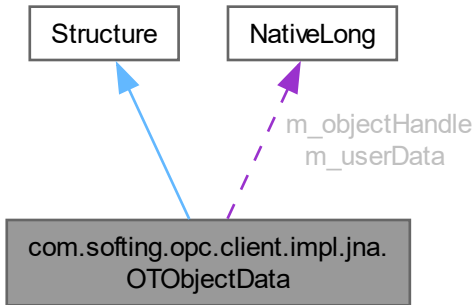 Structure
NativeLong
m_objectHandle
m_userData
com.softing.opc.client.impl.jna.
OTObjectData